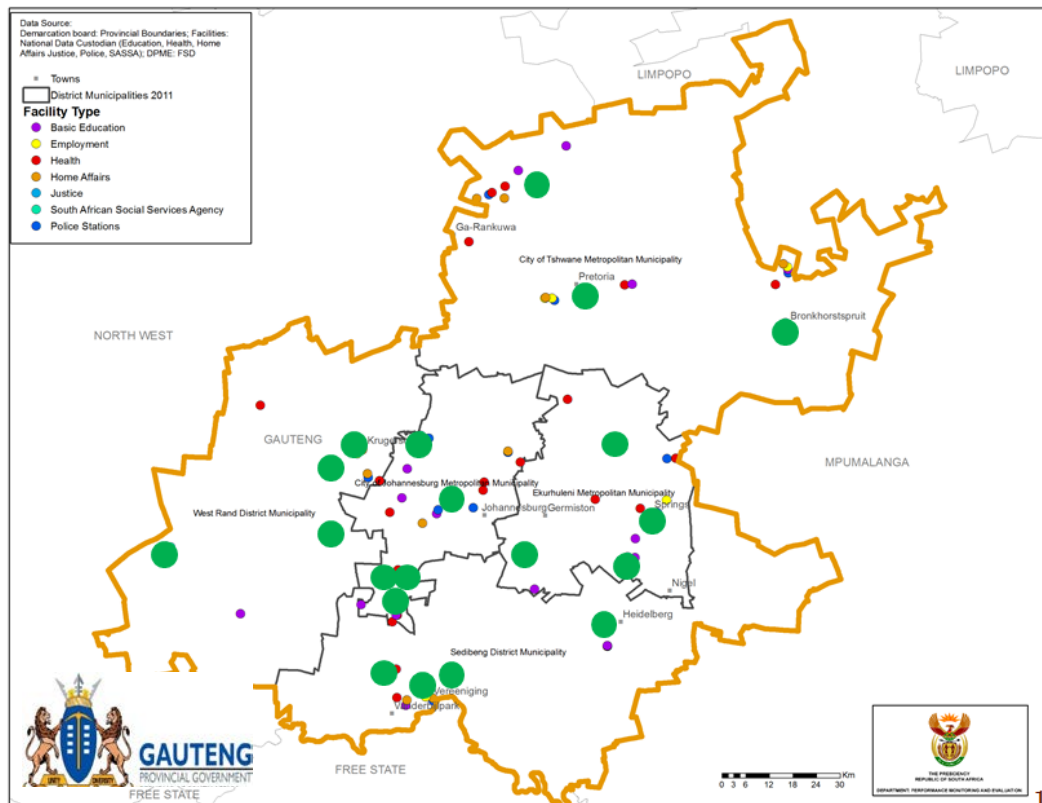 Data Source:
Demarcation board: Provincial Boundaries; Facilities:
National Data Custodian (Education, Health, Home
Affairs Justice, Police, SASSA); DPME: FSD
Towns
District Municipalities 2011
Facility Type
Basic Education
Employment
Health
Home Affairs
Justice
South African Social Services Agency
Police Stations
LIMPOPO
LIMPOPO
Ga-Rankuwa
City of Tshwane Metropolitan Municipality
Pretoria
Bronkhorstspruit
NORTH WEST
GAUTENG
MPUMALANGA
City of Johannesburg Metropolitan Municipality
Ekurhuleni Metropolitan Municipality
West Rand District Municipality
Johannesburg
Germiston
Springs
Nigel
Heidelberg
Sedibeng District Municipality
Vereeniging
FREE STATE
FREE STATE
UNITY
DIVERSITY
GAUTENG
PROVINCIAL GOVERNMENT
0 3 6 12 18 24 30
Km
THE PRESIDENCY
REPUBLIC OF SOUTH AFRICA
DEPARTMENT: PERFORMANCE MONITORING AND EVALUATION
1